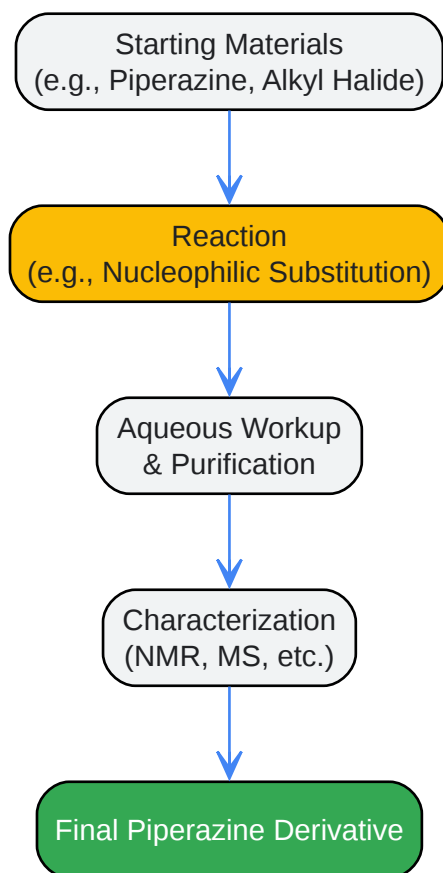 Starting Materials
(e.g., Piperazine, Alkyl Halide)
Reaction
(e.g., Nucleophilic Substitution)
Aqueous Workup
& Purification
Characterization
(NMR, MS, etc.)
Final Piperazine Derivative